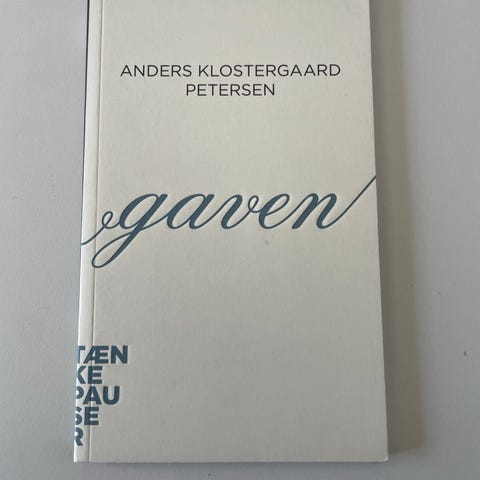 ANDERS KLOSTERGAARD
PETERSEN
gaven
TÆN
KE
PAU
SE
R